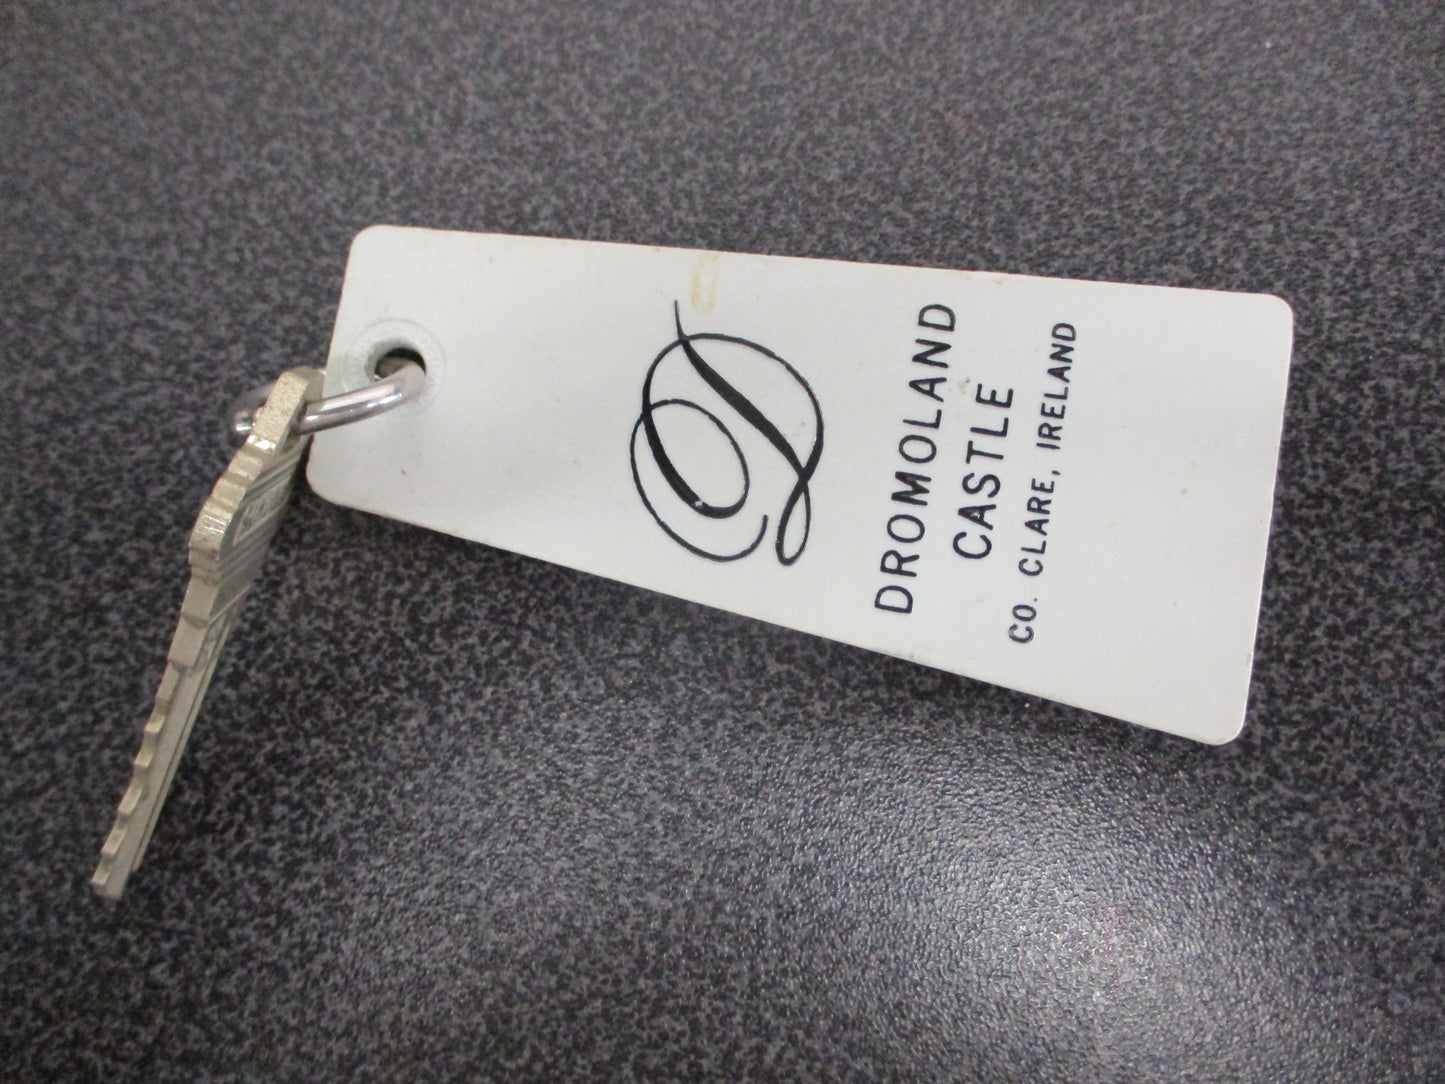 D
DROMOLAND
CASTLE
CO. CLARE, IRELAND